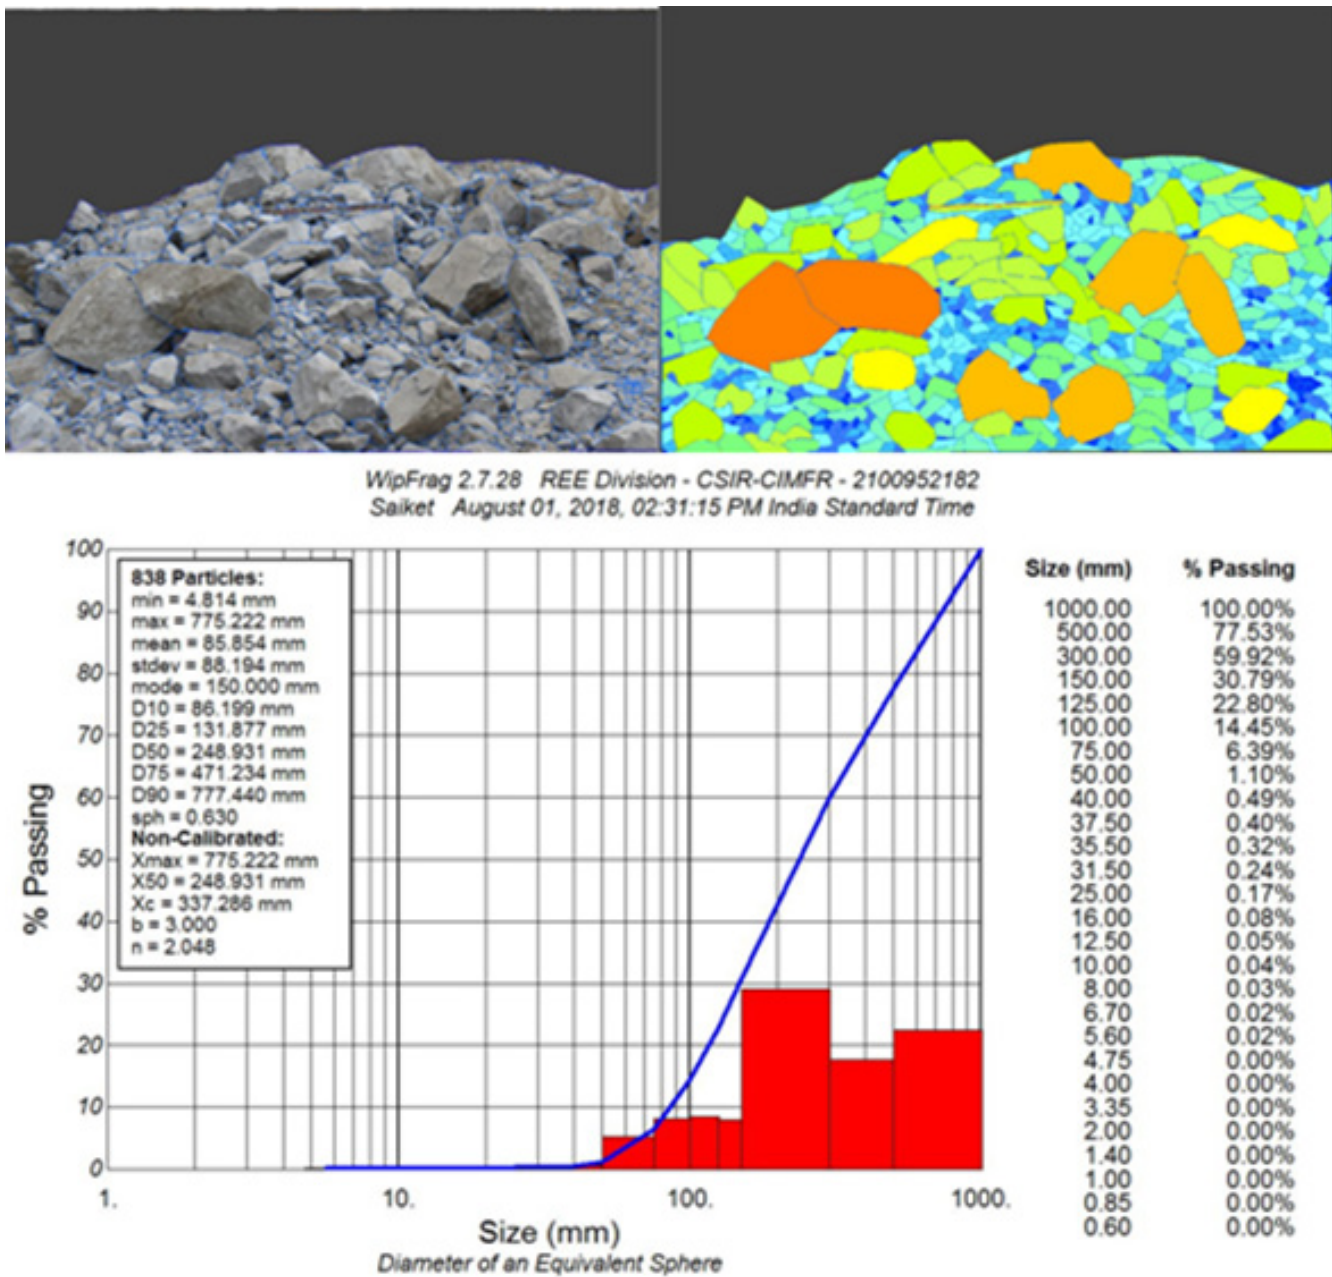 WipFrag 2.7.28 REE Division - CSIR-CIMFR - 2100952182
Saiket August 01, 2018, 02:31:15 PM India Standard Time
100
90
80
70
60
50
40
30
20
10
0
% Passing
838 Particles:
min = 4.814 mm
max = 775.222 mm
mean = 85.854 mm
stdev = 88.194 mm
mode = 150.000 mm
D10 = 86.199 mm
D25 = 131.877 mm
D50 = 248.931 mm
D75 = 471.234 mm
D90 = 777.440 mm
sph = 0.630
Non-Calibrated:
Xmax = 775.222 mm
X50 = 248.931 mm
Xc = 337.286 mm
b = 3.000
n = 2.048
1. 10. 100. 1000.
Size (mm)
Diameter of an Equivalent Sphere
Size (mm) % Passing
1000.00 100.00%
500.00 77.53%
300.00 59.92%
150.00 30.79%
125.00 22.80%
100.00 14.45%
75.00 6.39%
50.00 1.10%
40.00 0.49%
37.50 0.40%
35.50 0.32%
31.50 0.24%
25.00 0.17%
16.00 0.08%
12.50 0.05%
10.00 0.04%
8.00 0.03%
6.70 0.02%
5.60 0.02%
4.75 0.00%
4.00 0.00%
3.35 0.00%
2.00 0.00%
1.40 0.00%
1.00 0.00%
0.85 0.00%
0.60 0.00%